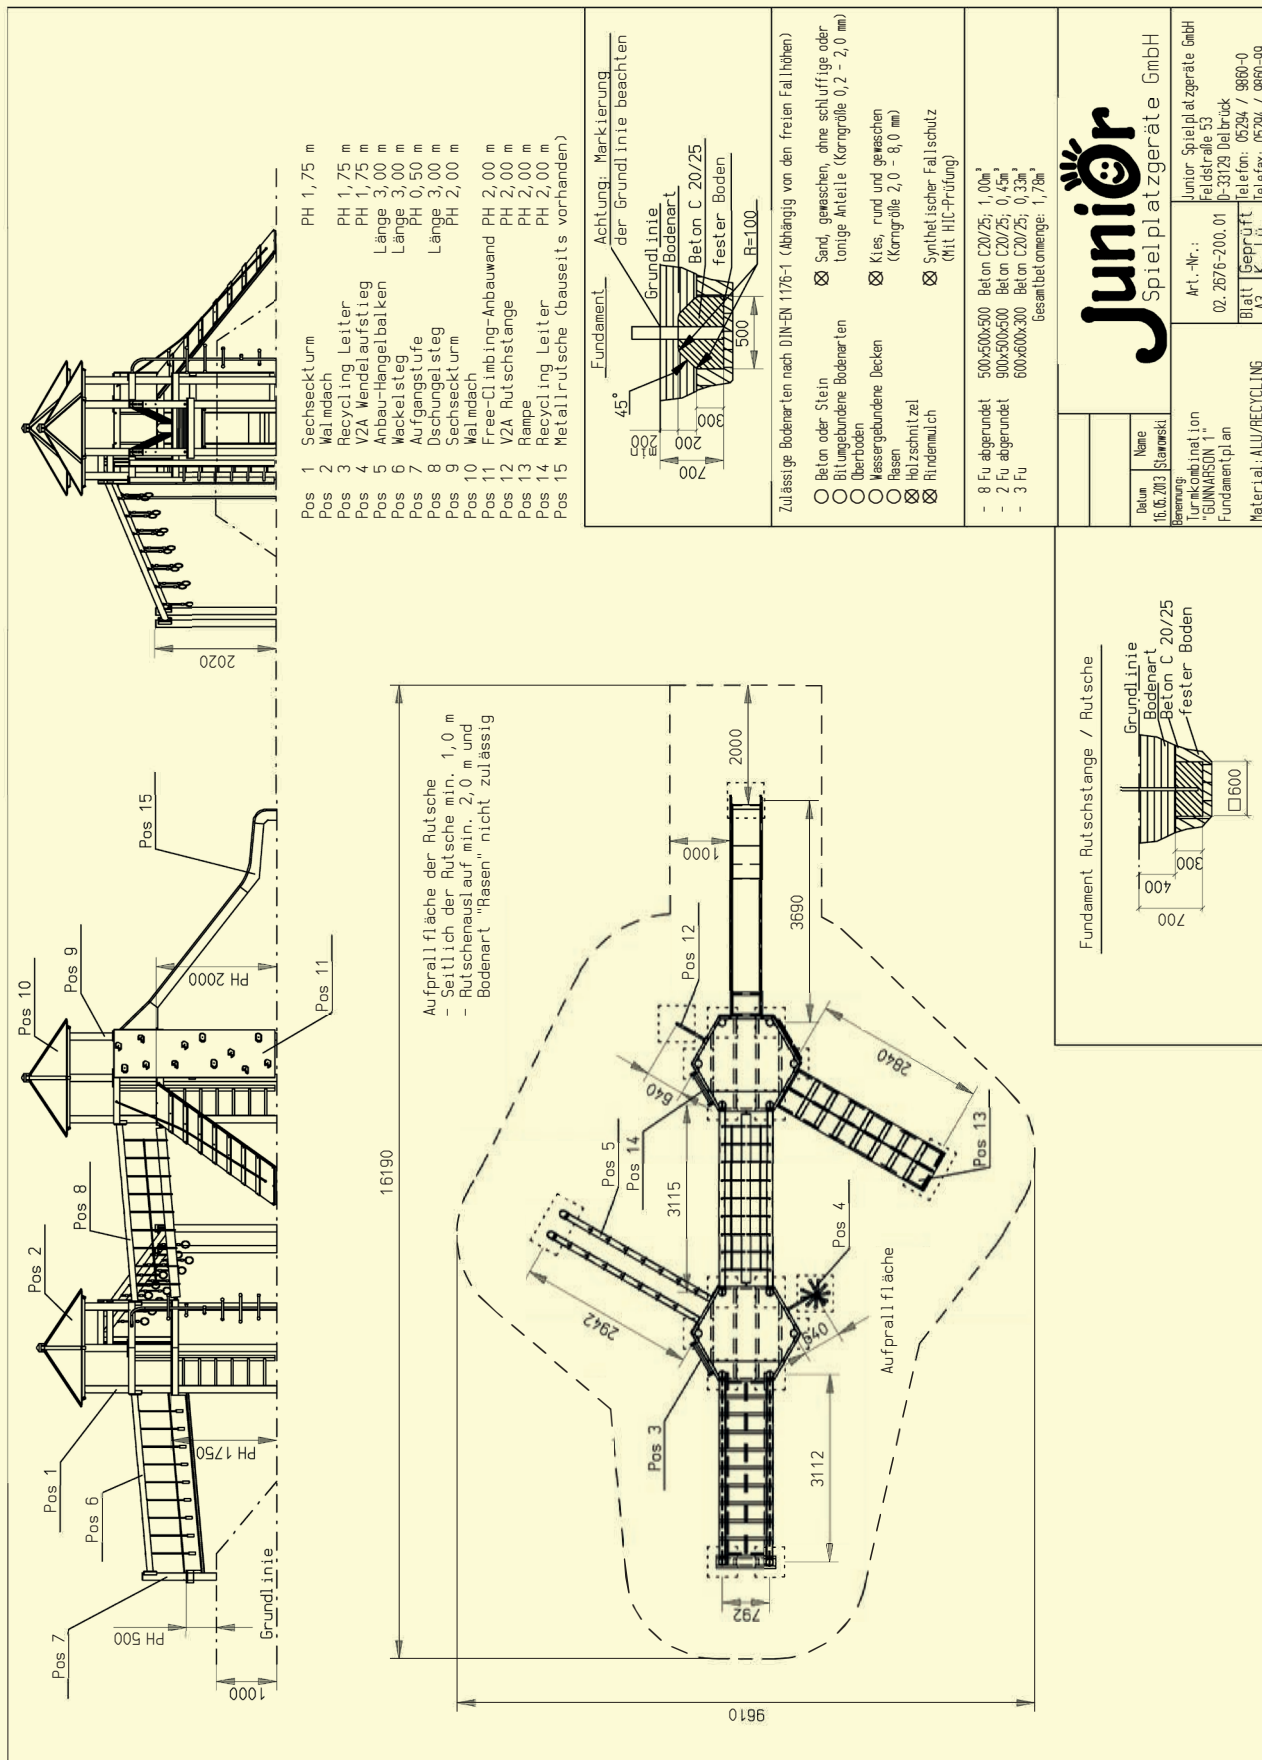 Pos 1 Sechseckturm PH 1,75 m
Pos 2 Walmdach
Pos 3 Recycling Leiter PH 1,75 m
Pos 4 V2A Wendelaufstieg PH 1,75 m
Pos 5 Anbau-Hangelbalken Länge 3,00 m
Pos 6 Wackelsteg Länge 3,00 m
Pos 7 Aufgangstufe PH 0,50 m
Pos 8 Dschungelsteg Länge 3,00 m
Pos 9 Sechseckturm PH 2,00 m
Pos 10 Walmdach
Pos 11 Free-Climbing-Anbauwand PH 2,00 m
Pos 12 V2A Rutschstange PH 2,00 m
Pos 13 Rampe PH 2,00 m
Pos 14 Recycling Leiter PH 2,00 m
Pos 15 Metallrutsche (bauseits vorhanden)
Pos 7
Pos 6
Pos 1
Pos 2
Pos 8
Pos 10
Pos 9
Pos 11
Pos 15
PH 500
1000
Grundlinie
PH 1750
PH 2000
2020
16190
9610
Aufprallfläche der Rutsche
- Seitlich der Rutsche min. 1,0 m
- Rutschenauslauf min. 2,0 m und
Bodenart "Rasen" nicht zulässig
2000
1000
3690
Pos 12
640
2840
Pos 13
Pos 14
Pos 5
3115
Pos 4
640
2942
Pos 3
3112
792
Aufprallfläche
Fundament
Achtung: Markierung
der Grundlinie beachten
Grundlinie
Bodenart
Beton C 20/25
fester Boden
R=100
45°
200
200
300
700
500
Zulässige Bodenarten nach DIN-EN 1176-1 (Abhängig von den freien Fallhöhen)
Beton oder Stein
Bitumgebundene Bodenarten
Oberboden
Wassergebundene Decken
Rasen
Holzschnitzel
Rindenmulch
Sand, gewaschen, ohne schluffige oder
tonige Anteile (Korngröße 0,2 - 2,0 mm)
Kies, rund und gewaschen
(Korngröße 2,0 - 8,0 mm)
Synthetischer Fallschutz
(Mit HIC-Prüfung)
- 8 Fu abgerundet 500x500x500 Beton C20/25; 1,00m³
- 2 Fu abgerundet 900x500x500 Beton C20/25; 0,45m³
- 3 Fu 600x600x300 Beton C20/25; 0,33m³
Gesamtbetonmenge: 1,78m³
Junior
Spielplatzgeräte GmbH
Datum Name
16.05.2013 Stawowski
Benennung:
Turmkombination
"GUNNARSON 1"
Fundamentplan
Material: ALU/RECYCLING
Art.-Nr.:
02.2676-200.01
Blatt Geprüft
A3
Junior Spielplatzgeräte GmbH
Feldstraße 53
D-33129 Delbrück
Telefon: 05294 / 9860-0
Telefax: 05294 / 9860-99
Fundament Rutschstange / Rutsche
Grundlinie
Bodenart
Beton C 20/25
fester Boden
300
400
700
□600